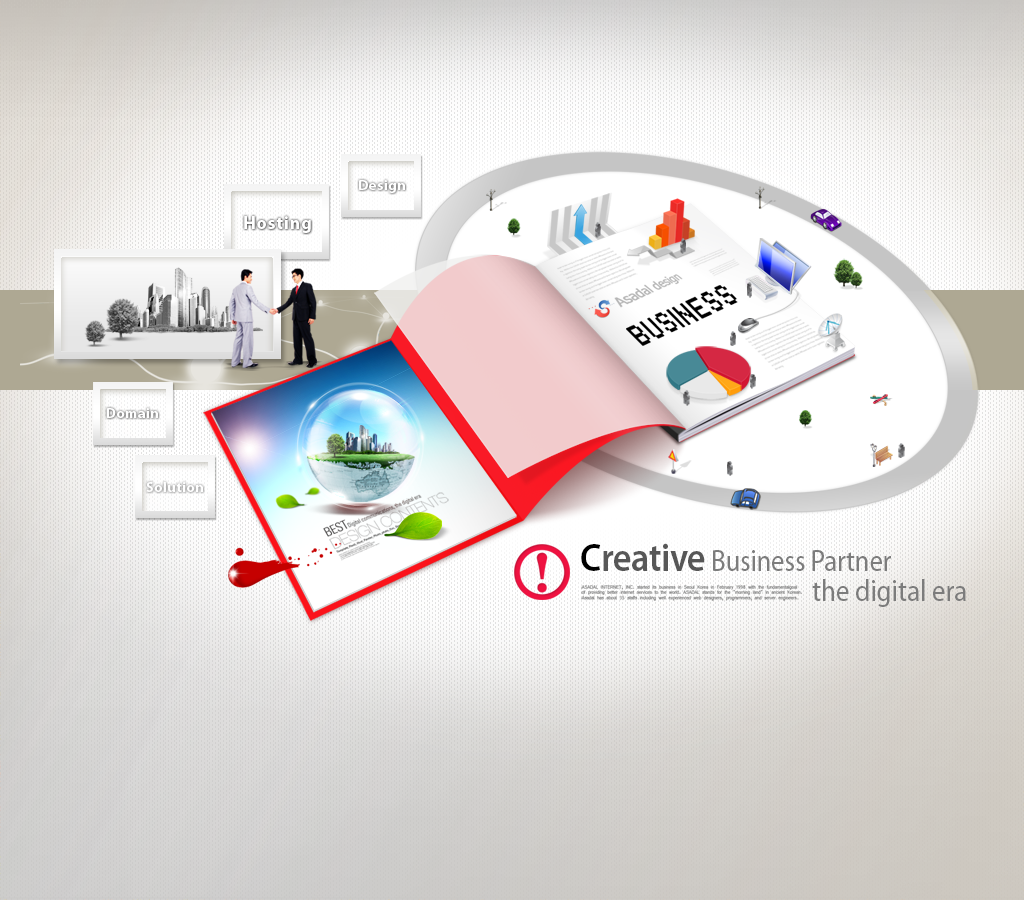 Design
Hosting
Domain
Solution
Asadal design
BUSINESS
BEST Digital communications, the digital era
DESIGN CONTENTS
Creative Business Partner
the digital era
ASADAL INTERNET, INC. started its business in Seoul Korea in February 1998 with the fundamental goal
of providing better internet services to the world. ASADAL stands for the "morning land" in ancient Korean.
Asadal has about 10 staffs including well experienced web designers, programmers, and server engineers.